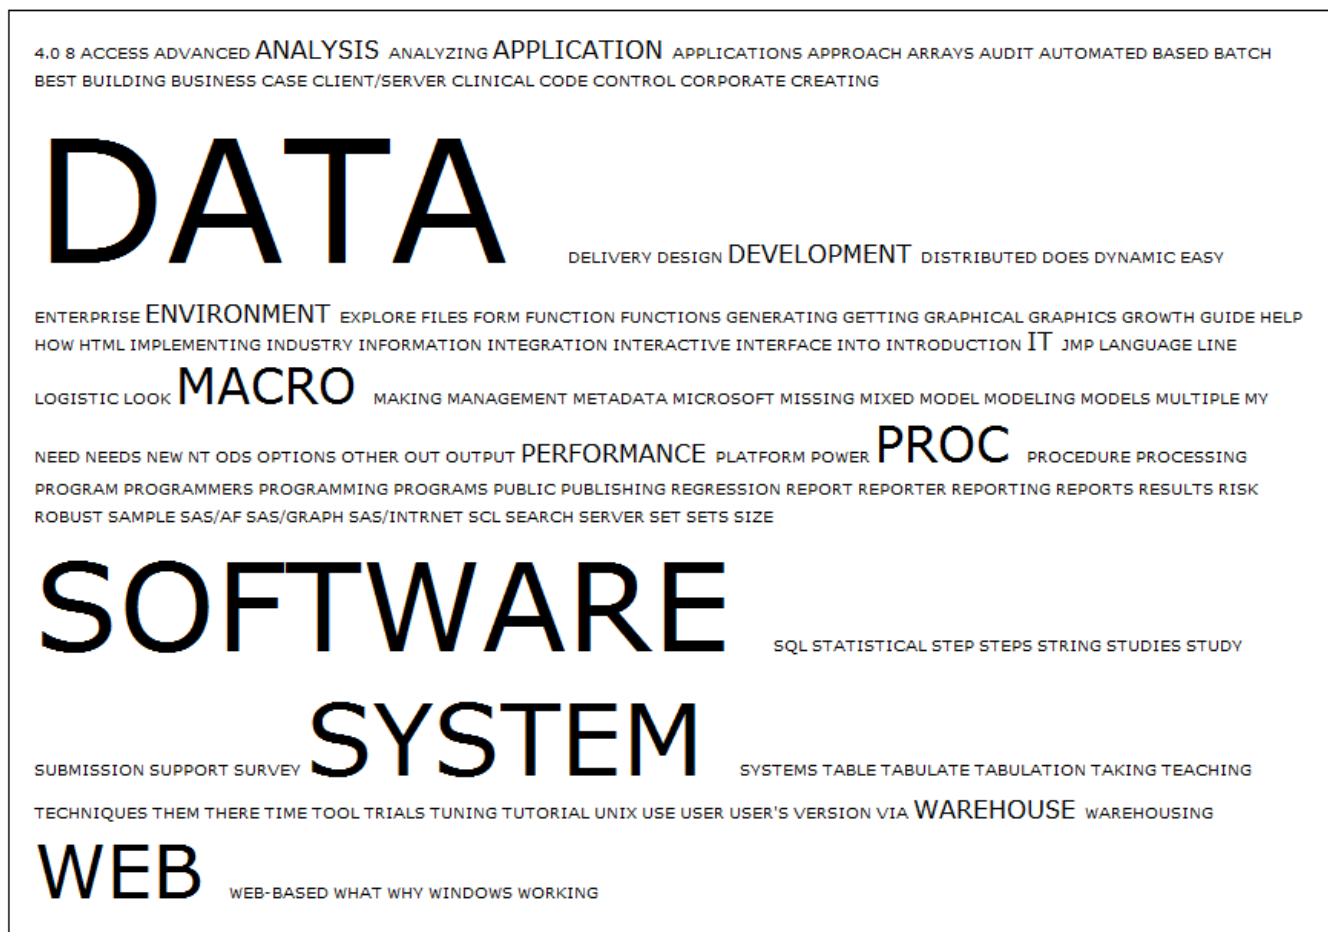 4.0 8 ACCESS ADVANCED ANALYSIS ANALYZING APPLICATION APPLICATIONS APPROACH ARRAYS AUDIT AUTOMATED BASED BATCH
BEST BUILDING BUSINESS CASE CLIENT/SERVER CLINICAL CODE CONTROL CORPORATE CREATING
DATA DELIVERY DESIGN DEVELOPMENT DISTRIBUTED DOES DYNAMIC EASY
ENTERPRISE ENVIRONMENT EXPLORE FILES FORM FUNCTION FUNCTIONS GENERATING GETTING GRAPHICAL GRAPHICS GROWTH GUIDE HELP
HOW HTML IMPLEMENTING INDUSTRY INFORMATION INTEGRATION INTERACTIVE INTERFACE INTO INTRODUCTION IT JMP LANGUAGE LINE
LOGISTIC LOOK MACRO MAKING MANAGEMENT METADATA MICROSOFT MISSING MIXED MODEL MODELING MODELS MULTIPLE MY
NEED NEEDS NEW NT ODS OPTIONS OTHER OUT OUTPUT PERFORMANCE PLATFORM POWER PROC PROCEDURE PROCESSING
PROGRAM PROGRAMMERS PROGRAMMING PROGRAMS PUBLIC PUBLISHING REGRESSION REPORT REPORTER REPORTING REPORTS RESULTS RISK
ROBUST SAMPLE SAS/AF SAS/GRAPH SAS/INTRNET SCL SEARCH SERVER SET SETS SIZE
SOFTWARE SQL STATISTICAL STEP STEPS STRING STUDIES STUDY
SUBMISSION SUPPORT SURVEY SYSTEM SYSTEMS TABLE TABULATE TABULATION TAKING TEACHING
TECHNIQUES THEM THERE TIME TOOL TRIALS TUNING TUTORIAL UNIX USE USER USER'S VERSION VIA WAREHOUSE WAREHOUSING
WEB WEB-BASED WHAT WHY WINDOWS WORKING